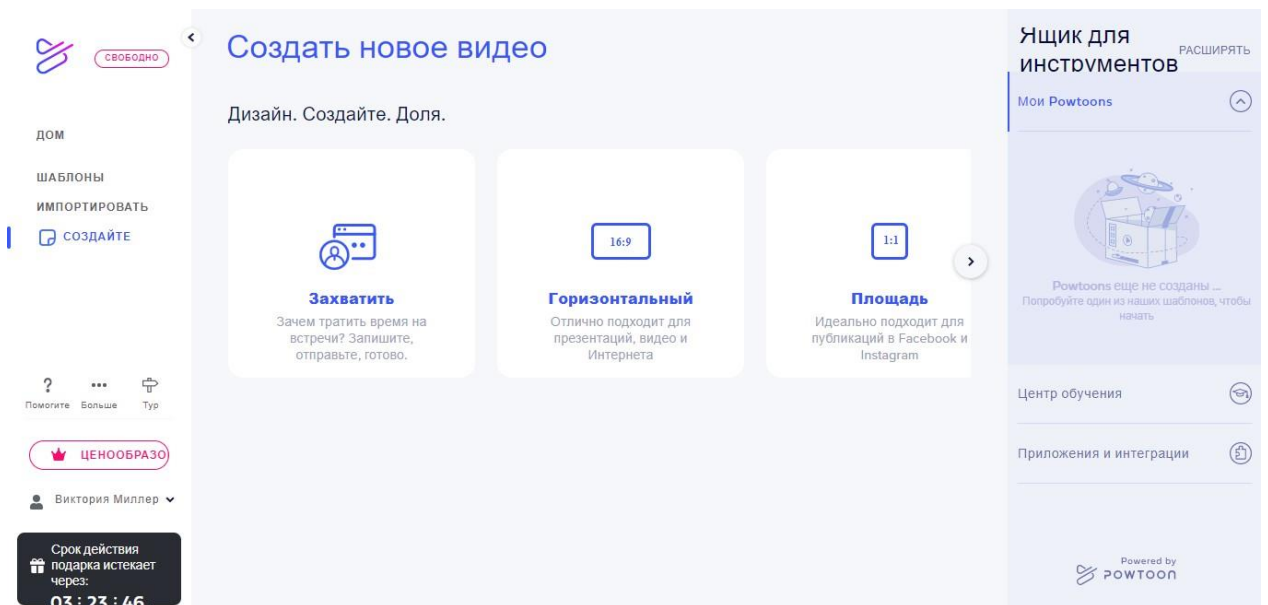 СВОБОДНО
ДОМ
ШАБЛОНЫ
ИМПОРТИРОВАТЬ
СОЗДАЙТЕ
?
Помогите Больше Тур
ЦЕНООБРАЗО
Виктория Миллер
Срок действия
подарка истекает
через:
03 : 23 : 46
Создать новое видео
Дизайн. Создайте. Доля.
Захватить
Зачем тратить время на
встречи? Запишите,
отправьте, готово.
16:9
Горизонтальный
Отлично подходит для
презентаций, видео и
Интернета
1:1
Площадь
Идеально подходит для
публикаций в Facebook и
Instagram
Ящик для
инструментов
РАСШИРЯТЬ
Мои Powtoons
Powtoons еще не созданы ...
Попробуйте один из наших шаблонов, чтобы
начать
Центр обучения
Приложения и интеграции
Powered by
POWTOON